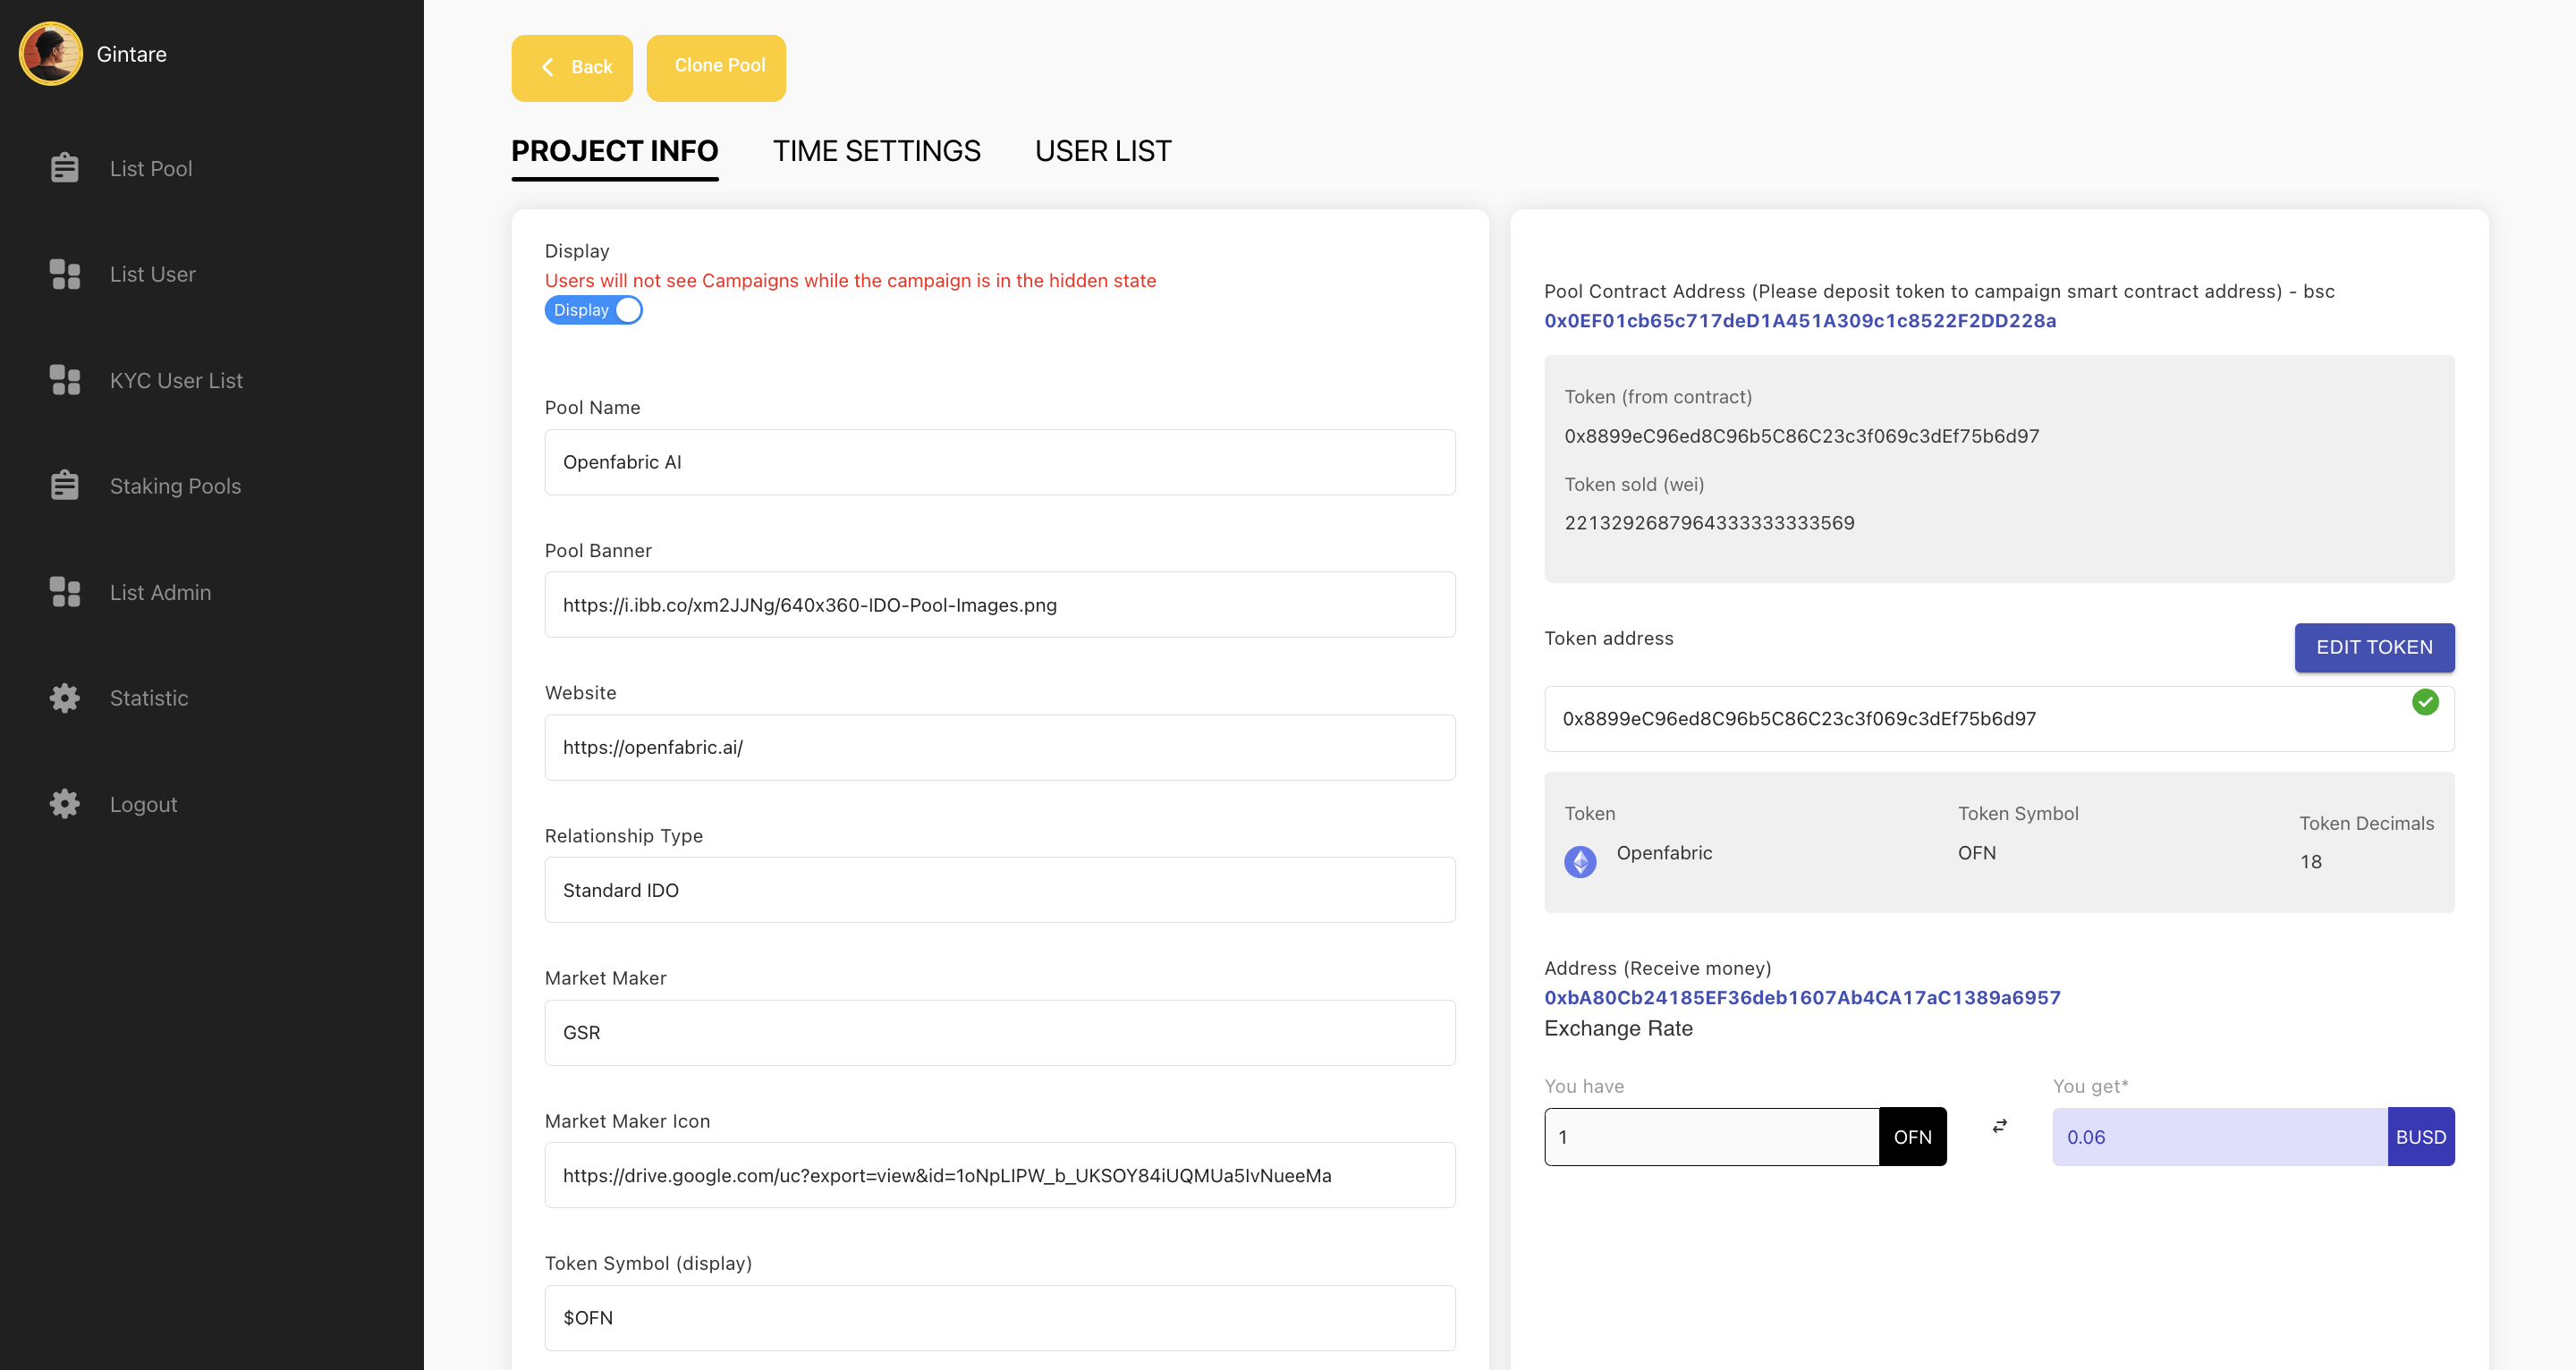 Gintare
List Pool
List User
KYC User List
Staking Pools
List Admin
Statistic
Logout
Back
Clone Pool
PROJECT INFO
TIME SETTINGS
USER LIST
Display
Users will not see Campaigns while the campaign is in the hidden state
Display
Pool Name
Openfabric AI
Pool Banner
https://i.ibb.co/xm2JJNg/640x360-IDO-Pool-Images.png
Website
https://openfabric.ai/
Relationship Type
Standard IDO
Market Maker
GSR
Market Maker Icon
https://drive.google.com/uc?export=view&id=1oNpLIPW_b_UKSOY84iUQMUa5IvNueeMa
Token Symbol (display)
$OFN
Pool Contract Address (Please deposit token to campaign smart contract address) - bsc
0x0EF01cb65c717deD1A451A309c1c8522F2DD228a
Token (from contract)
0x8899eC96ed8C96b5C86C23c3f069c3dEf75b6d97
Token sold (wei)
2213292687964333333333569
Token address
EDIT TOKEN
0x8899eC96ed8C96b5C86C23c3f069c3dEf75b6d97
Token
Openfabric
Token Symbol
OFN
Token Decimals
18
Address (Receive money)
0xbA80Cb24185EF36deb1607Ab4CA17aC1389a6957
Exchange Rate
You have
1
OFN
You get*
0.06
BUSD